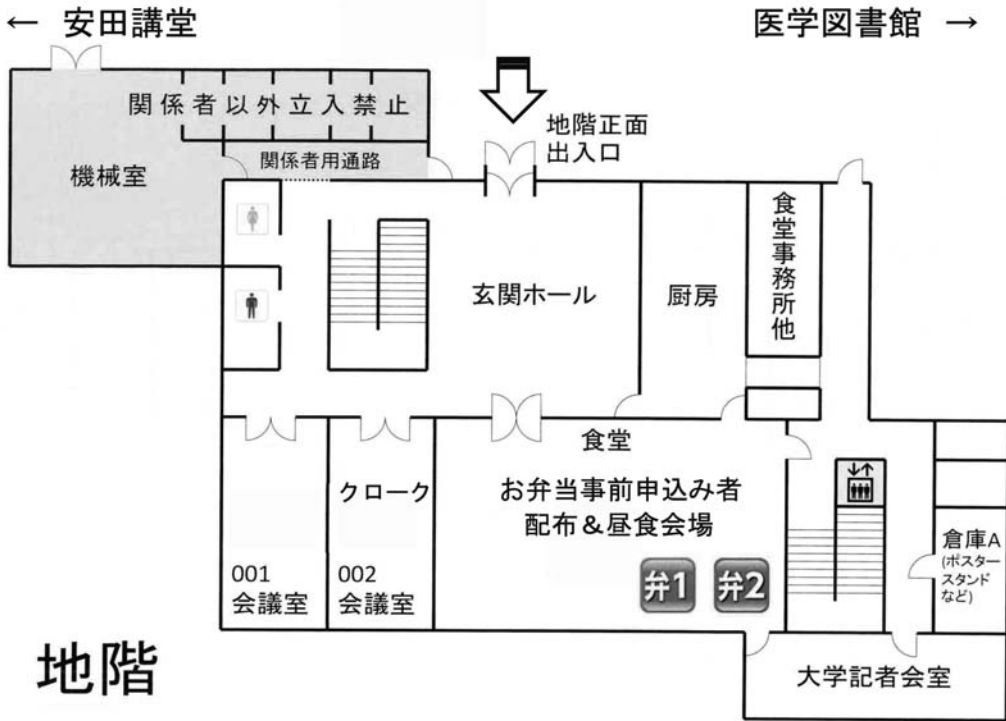 ← 安田講堂
医学図書館 →
関係者以外立入禁止
地階正面
出入口
関係者用通路
機械室
食堂事務所他
玄関ホール
厨房
食堂
クローク
お弁当事前申込み者
配布＆昼食会場
弁1
弁2
倉庫A
(ポスター
スタンド
など)
001
会議室
002
会議室
地階
大学記者会室